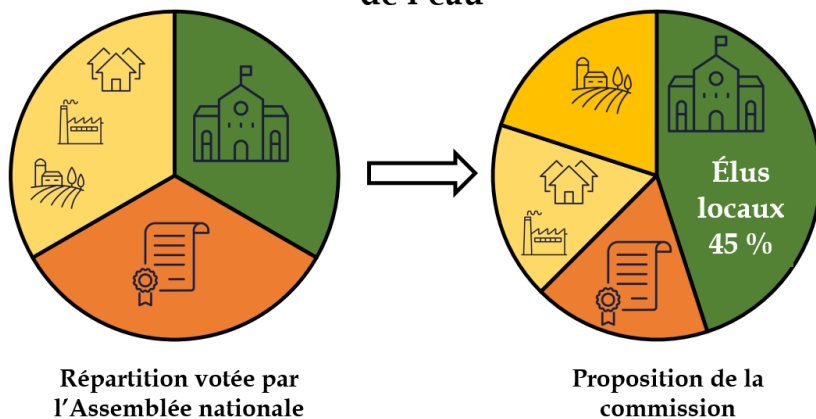 de l'eau
Élus
locaux
45 %
Répartition votée par
l'Assemblée nationale
Proposition de la
commission